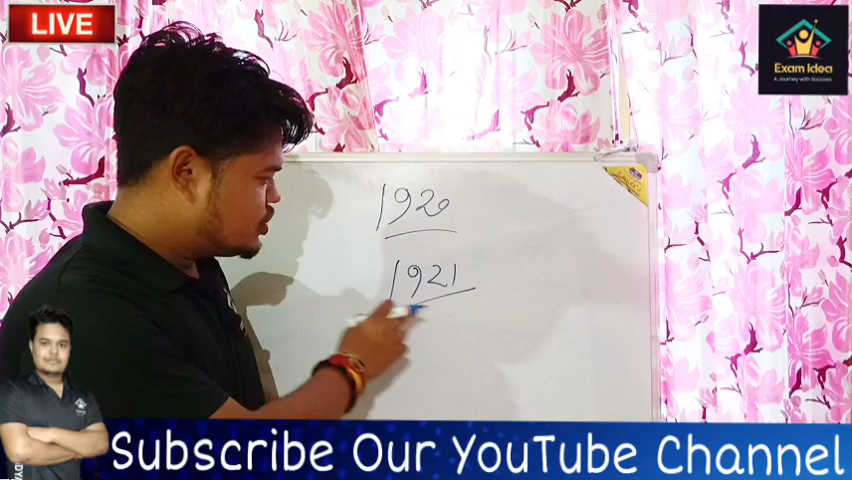 LIVE
Exam Idea
A Journey with Success
1920
1921
Subscribe Our YouTube Channel